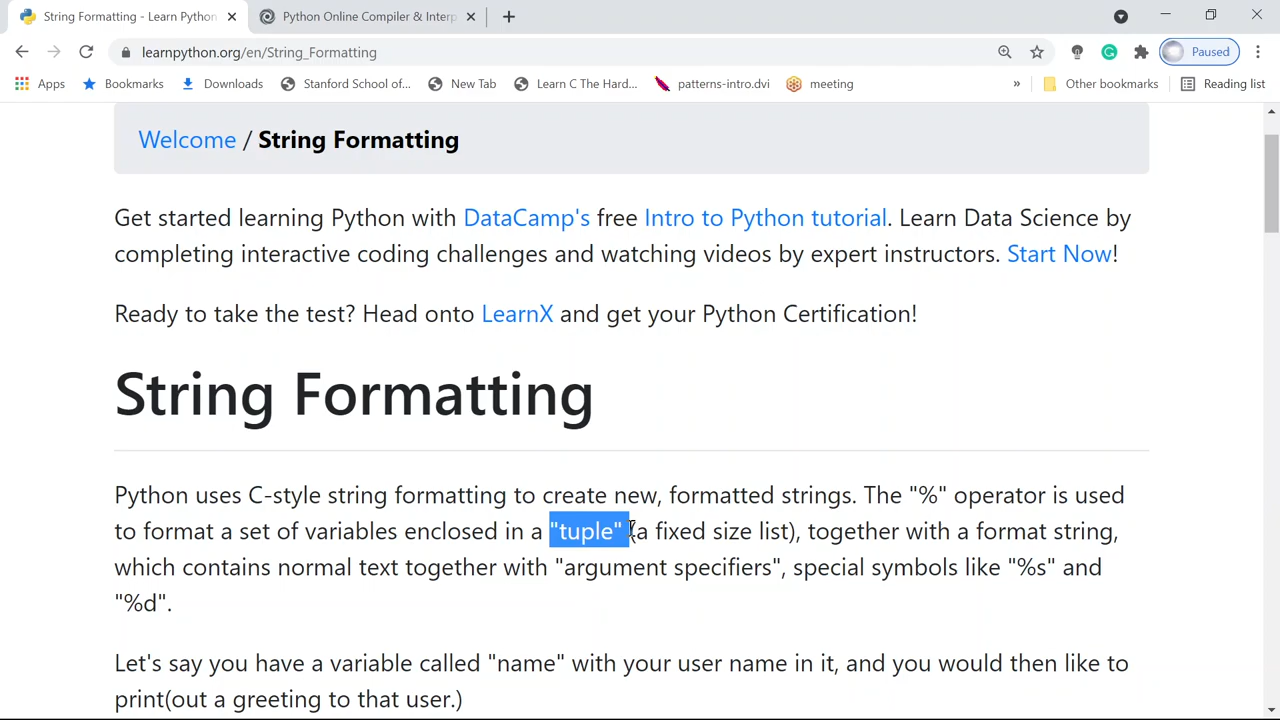 String Formatting - Learn Python
Python Online Compiler & Interp
learnpython.org/en/String_Formatting
Paused
Apps
Bookmarks
Downloads
Stanford School of...
New Tab
Learn C The Hard...
patterns-intro.dvi
meeting
»
Other bookmarks
Reading list
Welcome / String Formatting
Get started learning Python with DataCamp's free Intro to Python tutorial. Learn Data Science by
completing interactive coding challenges and watching videos by expert instructors. Start Now!
Ready to take the test? Head onto LearnX and get your Python Certification!
String Formatting
Python uses C-style string formatting to create new, formatted strings. The "%" operator is used
to format a set of variables enclosed in a "tuple" (a fixed size list), together with a format string,
which contains normal text together with "argument specifiers", special symbols like "%s" and
"%d".
Let's say you have a variable called "name" with your user name in it, and you would then like to
print(out a greeting to that user.)